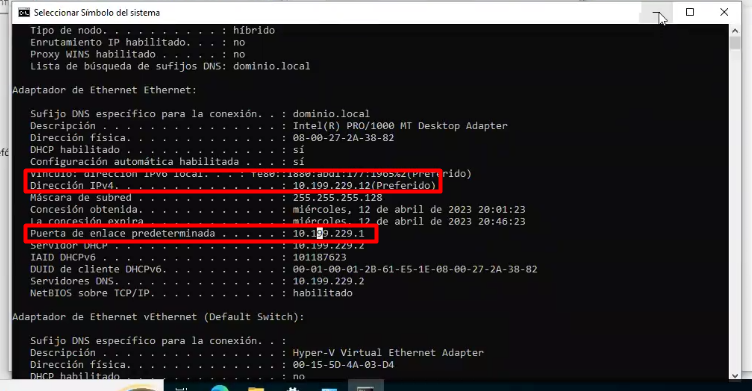 Seleccionar Símbolo del sistema
Tipo de nodo. . . . . . . . . . : híbrido
Enrutamiento IP habilitado. . . : no
Proxy WINS habilitado . . . . . : no
Lista de búsqueda de sufijos DNS: dominio.local
Adaptador de Ethernet Ethernet:
Sufijo DNS específico para la conexión. . : dominio.local
Descripción . . . . . . . . . . . . . . . : Intel(R) PRO/1000 MT Desktop Adapter
Dirección física. . . . . . . . . . . . . : 08-00-27-2A-38-82
DHCP habilitado . . . . . . . . . . . . . : sí
Configuración automática habilitada . . . : sí
Vínculo: dirección IPv6 local. . . : fe80::1880:abd1:177:1965%2(Preferido)
Dirección IPv4. . . . . . . . . . . . . . : 10.199.229.12(Preferido)
Máscara de subred . . . . . . . . . . . . : 255.255.255.128
Concesión obtenida. . . . . . . . . . . . : miércoles, 12 de abril de 2023 20:01:23
La concesión expira . . . . . . . . . . . : miércoles, 12 de abril de 2023 20:46:23
Puerta de enlace predeterminada . . . . . : 10.199.229.1
Servidor DHCP . . . . . . . . . . . . . . : 10.199.229.2
IAID DHCPv6 . . . . . . . . . . . . . . . : 101187623
DUID de cliente DHCPv6. . . . . . . . . . : 00-01-00-01-2B-61-E5-1E-08-00-27-2A-38-82
Servidores DNS. . . . . . . . . . . . . . : 10.199.229.2
NetBIOS sobre TCP/IP. . . . . . . . . . . : habilitado
Adaptador de Ethernet vEthernet (Default Switch):
Sufijo DNS específico para la conexión. . :
Descripción . . . . . . . . . . . . . . . : Hyper-V Virtual Ethernet Adapter
Dirección física. . . . . . . . . . . . . : 00-15-5D-4A-03-D4
DHCP habilitado . . . . . . . . . . . . . : no